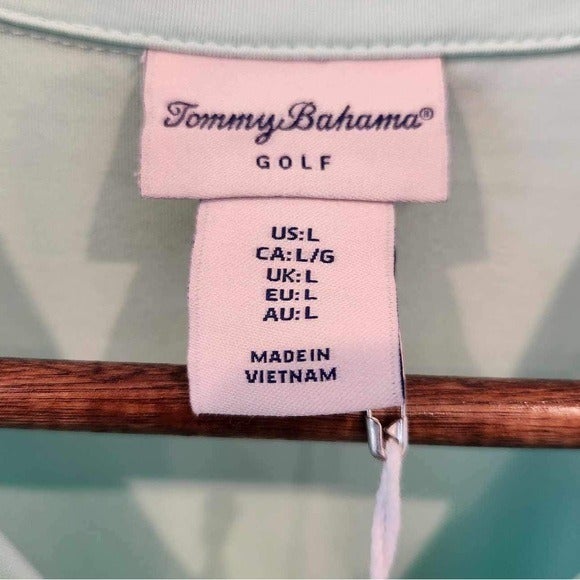 Tommy Bahama®
GOLF
US:L
CA:L/G
UK:L
EU:L
AU:L
MADE IN
VIETNAM